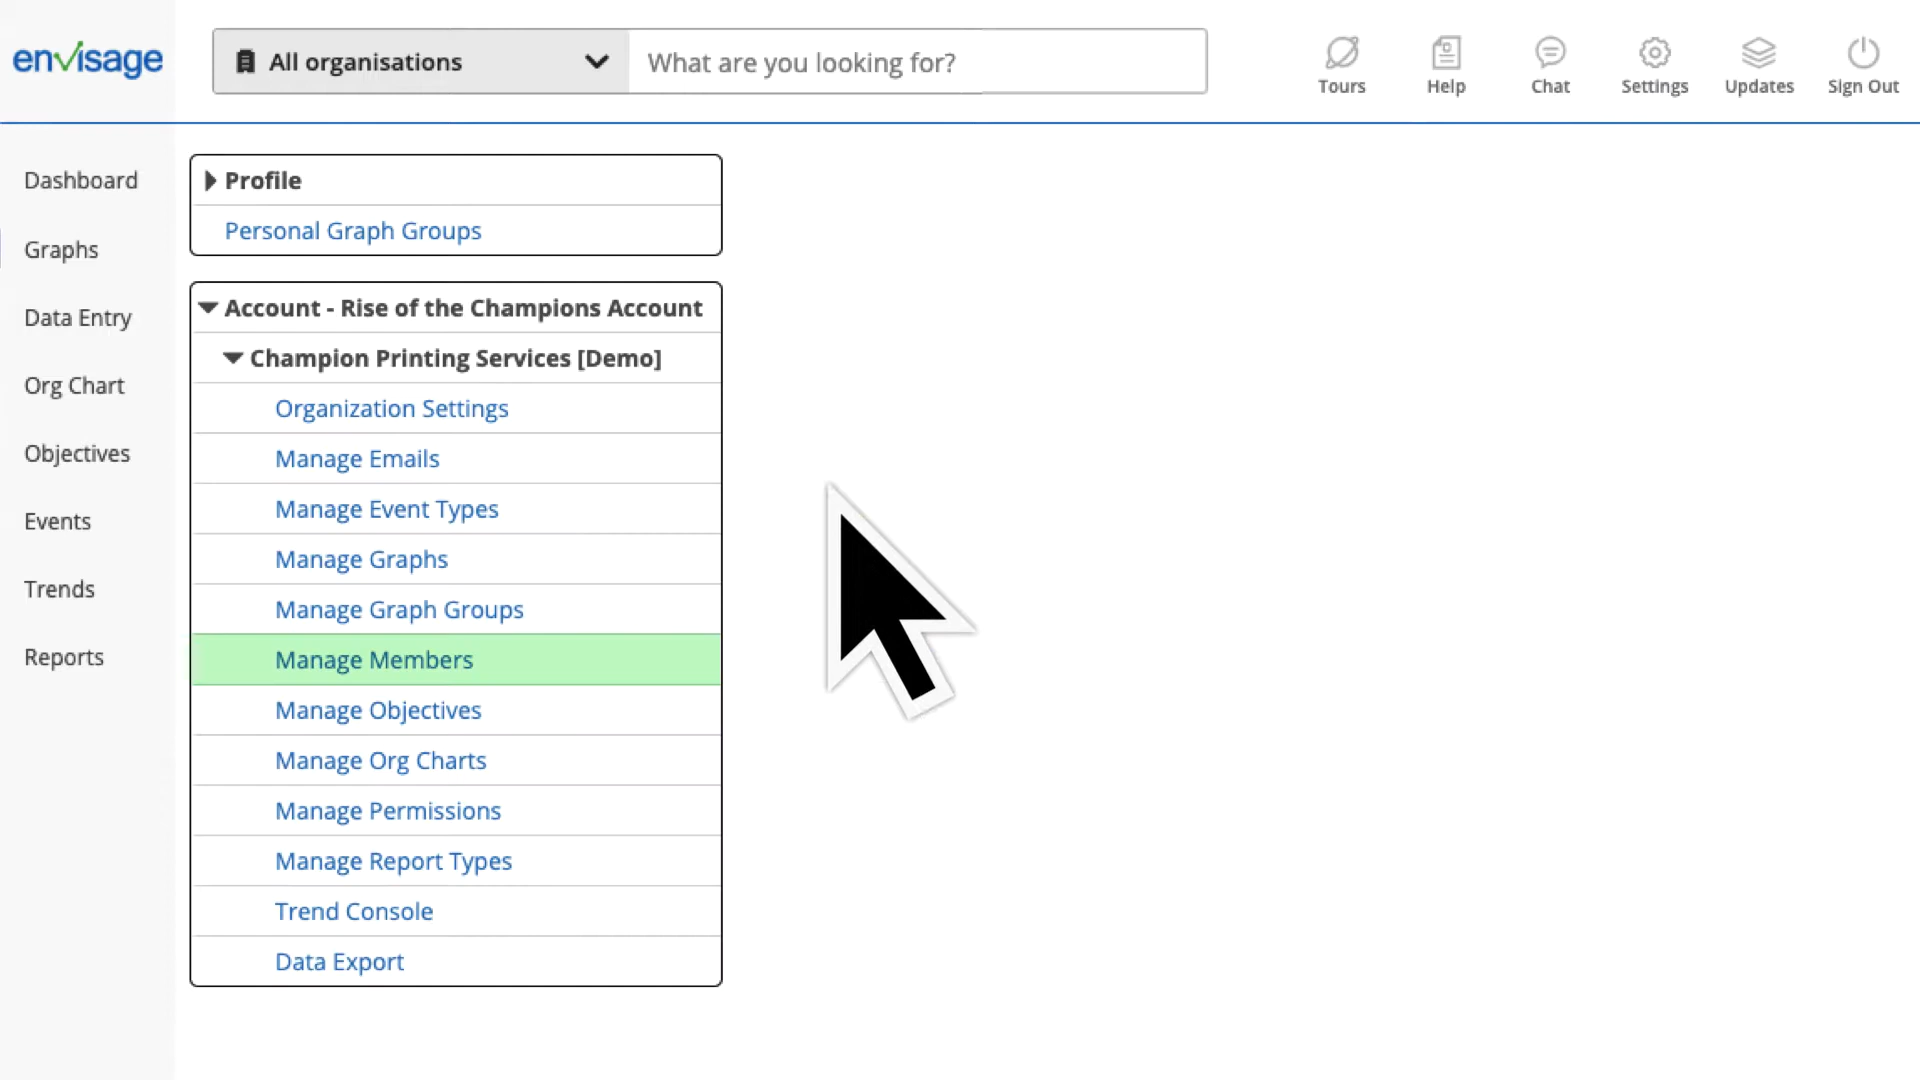 envisage
All organisations
What are you looking for?
Tours
Help
Chat
Settings
Updates
Sign Out
Dashboard
Graphs
Data Entry
Org Chart
Objectives
Events
Trends
Reports
Profile
Personal Graph Groups
Account - Rise of the Champions Account
Champion Printing Services [Demo]
Organization Settings
Manage Emails
Manage Event Types
Manage Graphs
Manage Graph Groups
Manage Members
Manage Objectives
Manage Org Charts
Manage Permissions
Manage Report Types
Trend Console
Data Export